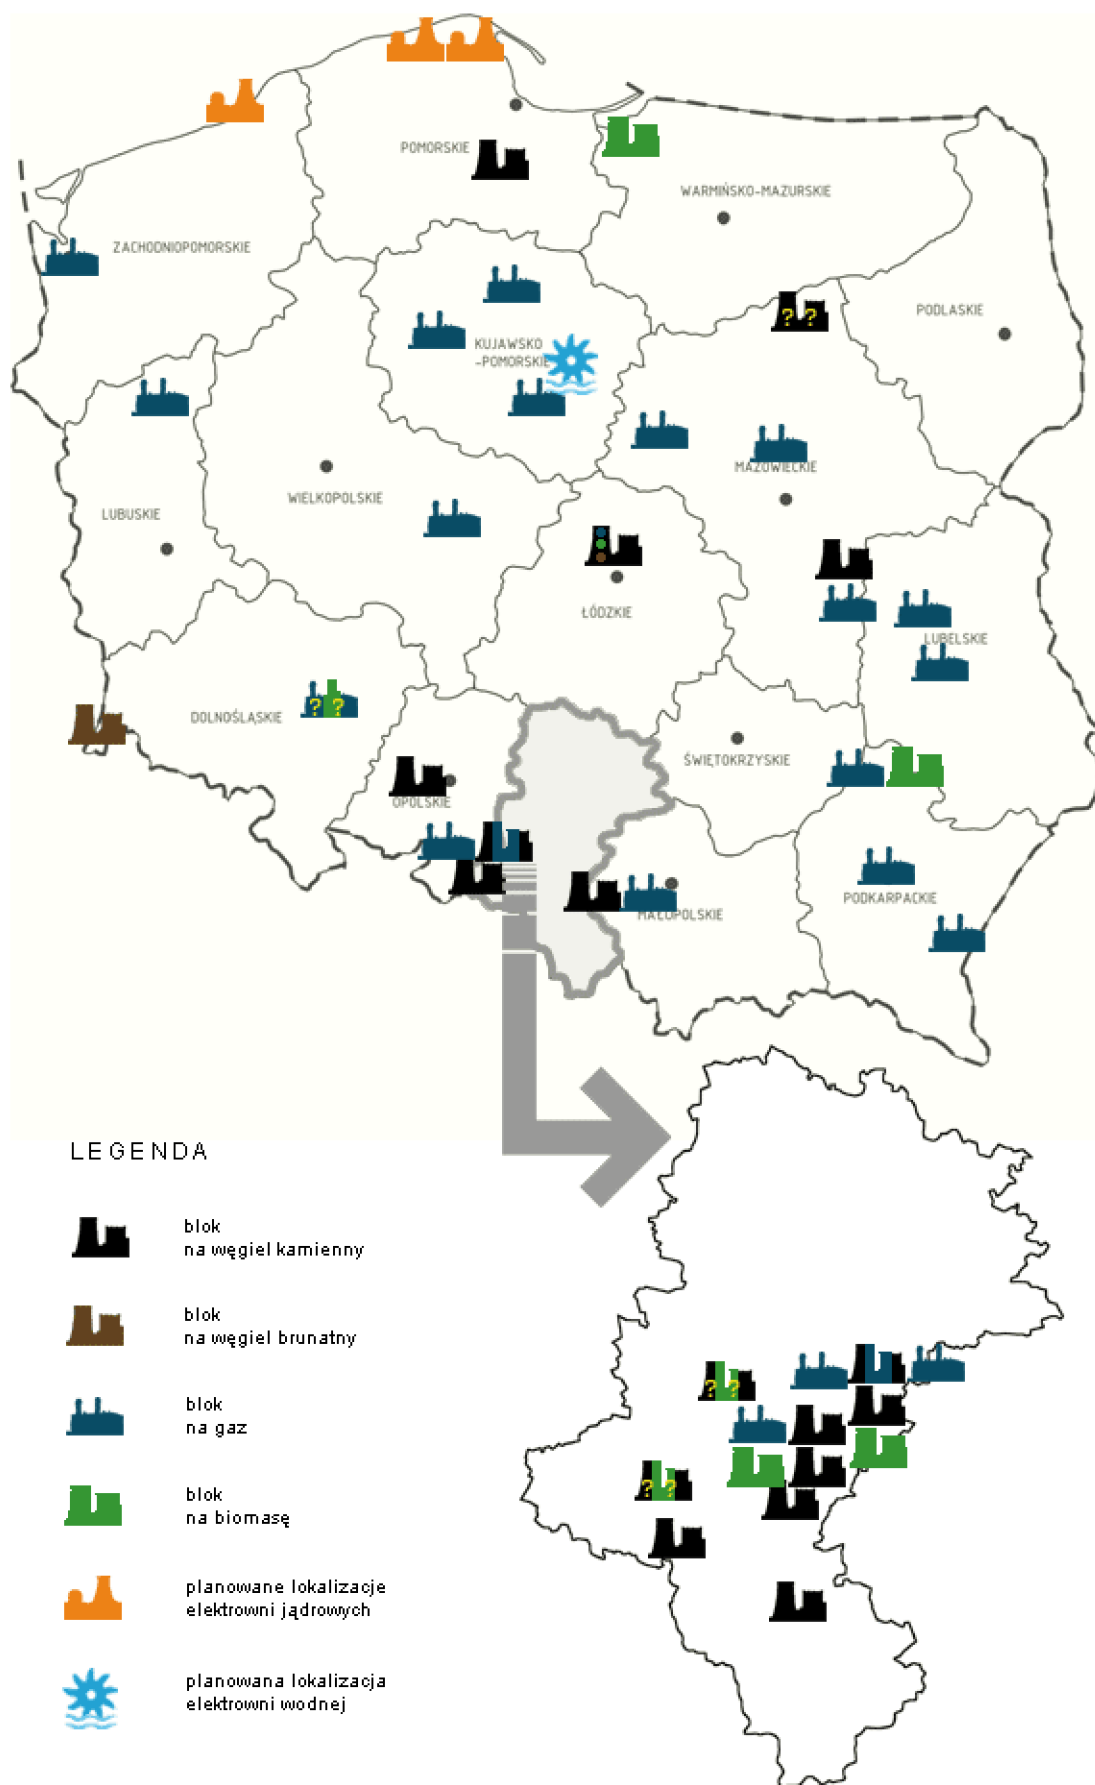 POMORSKIE
WARMIŃSKO-MAZURSKIE
ZACHODNIOPOMORSKIE
PODLASKIE
? ?
KUJAWSKO
-POMORSKIE
MAZOWIECKIE
WIELKOPOLSKIE
LUBUSKIE
ŁÓDZKIE
LUBELSKIE
DOLNOŚLĄSKIE
? ?
ŚWIĘTOKRZYSKIE
OPOLSKIE
PODKARPACKIE
MAŁOPOLSKIE
LEGENDA
blok
na węgiel kamienny
blok
na węgiel brunatny
blok
na gaz
blok
na biomasę
planowane lokalizacje
elektrowni jądrowych
planowana lokalizacja
elektrowni wodnej
? ?
? ?